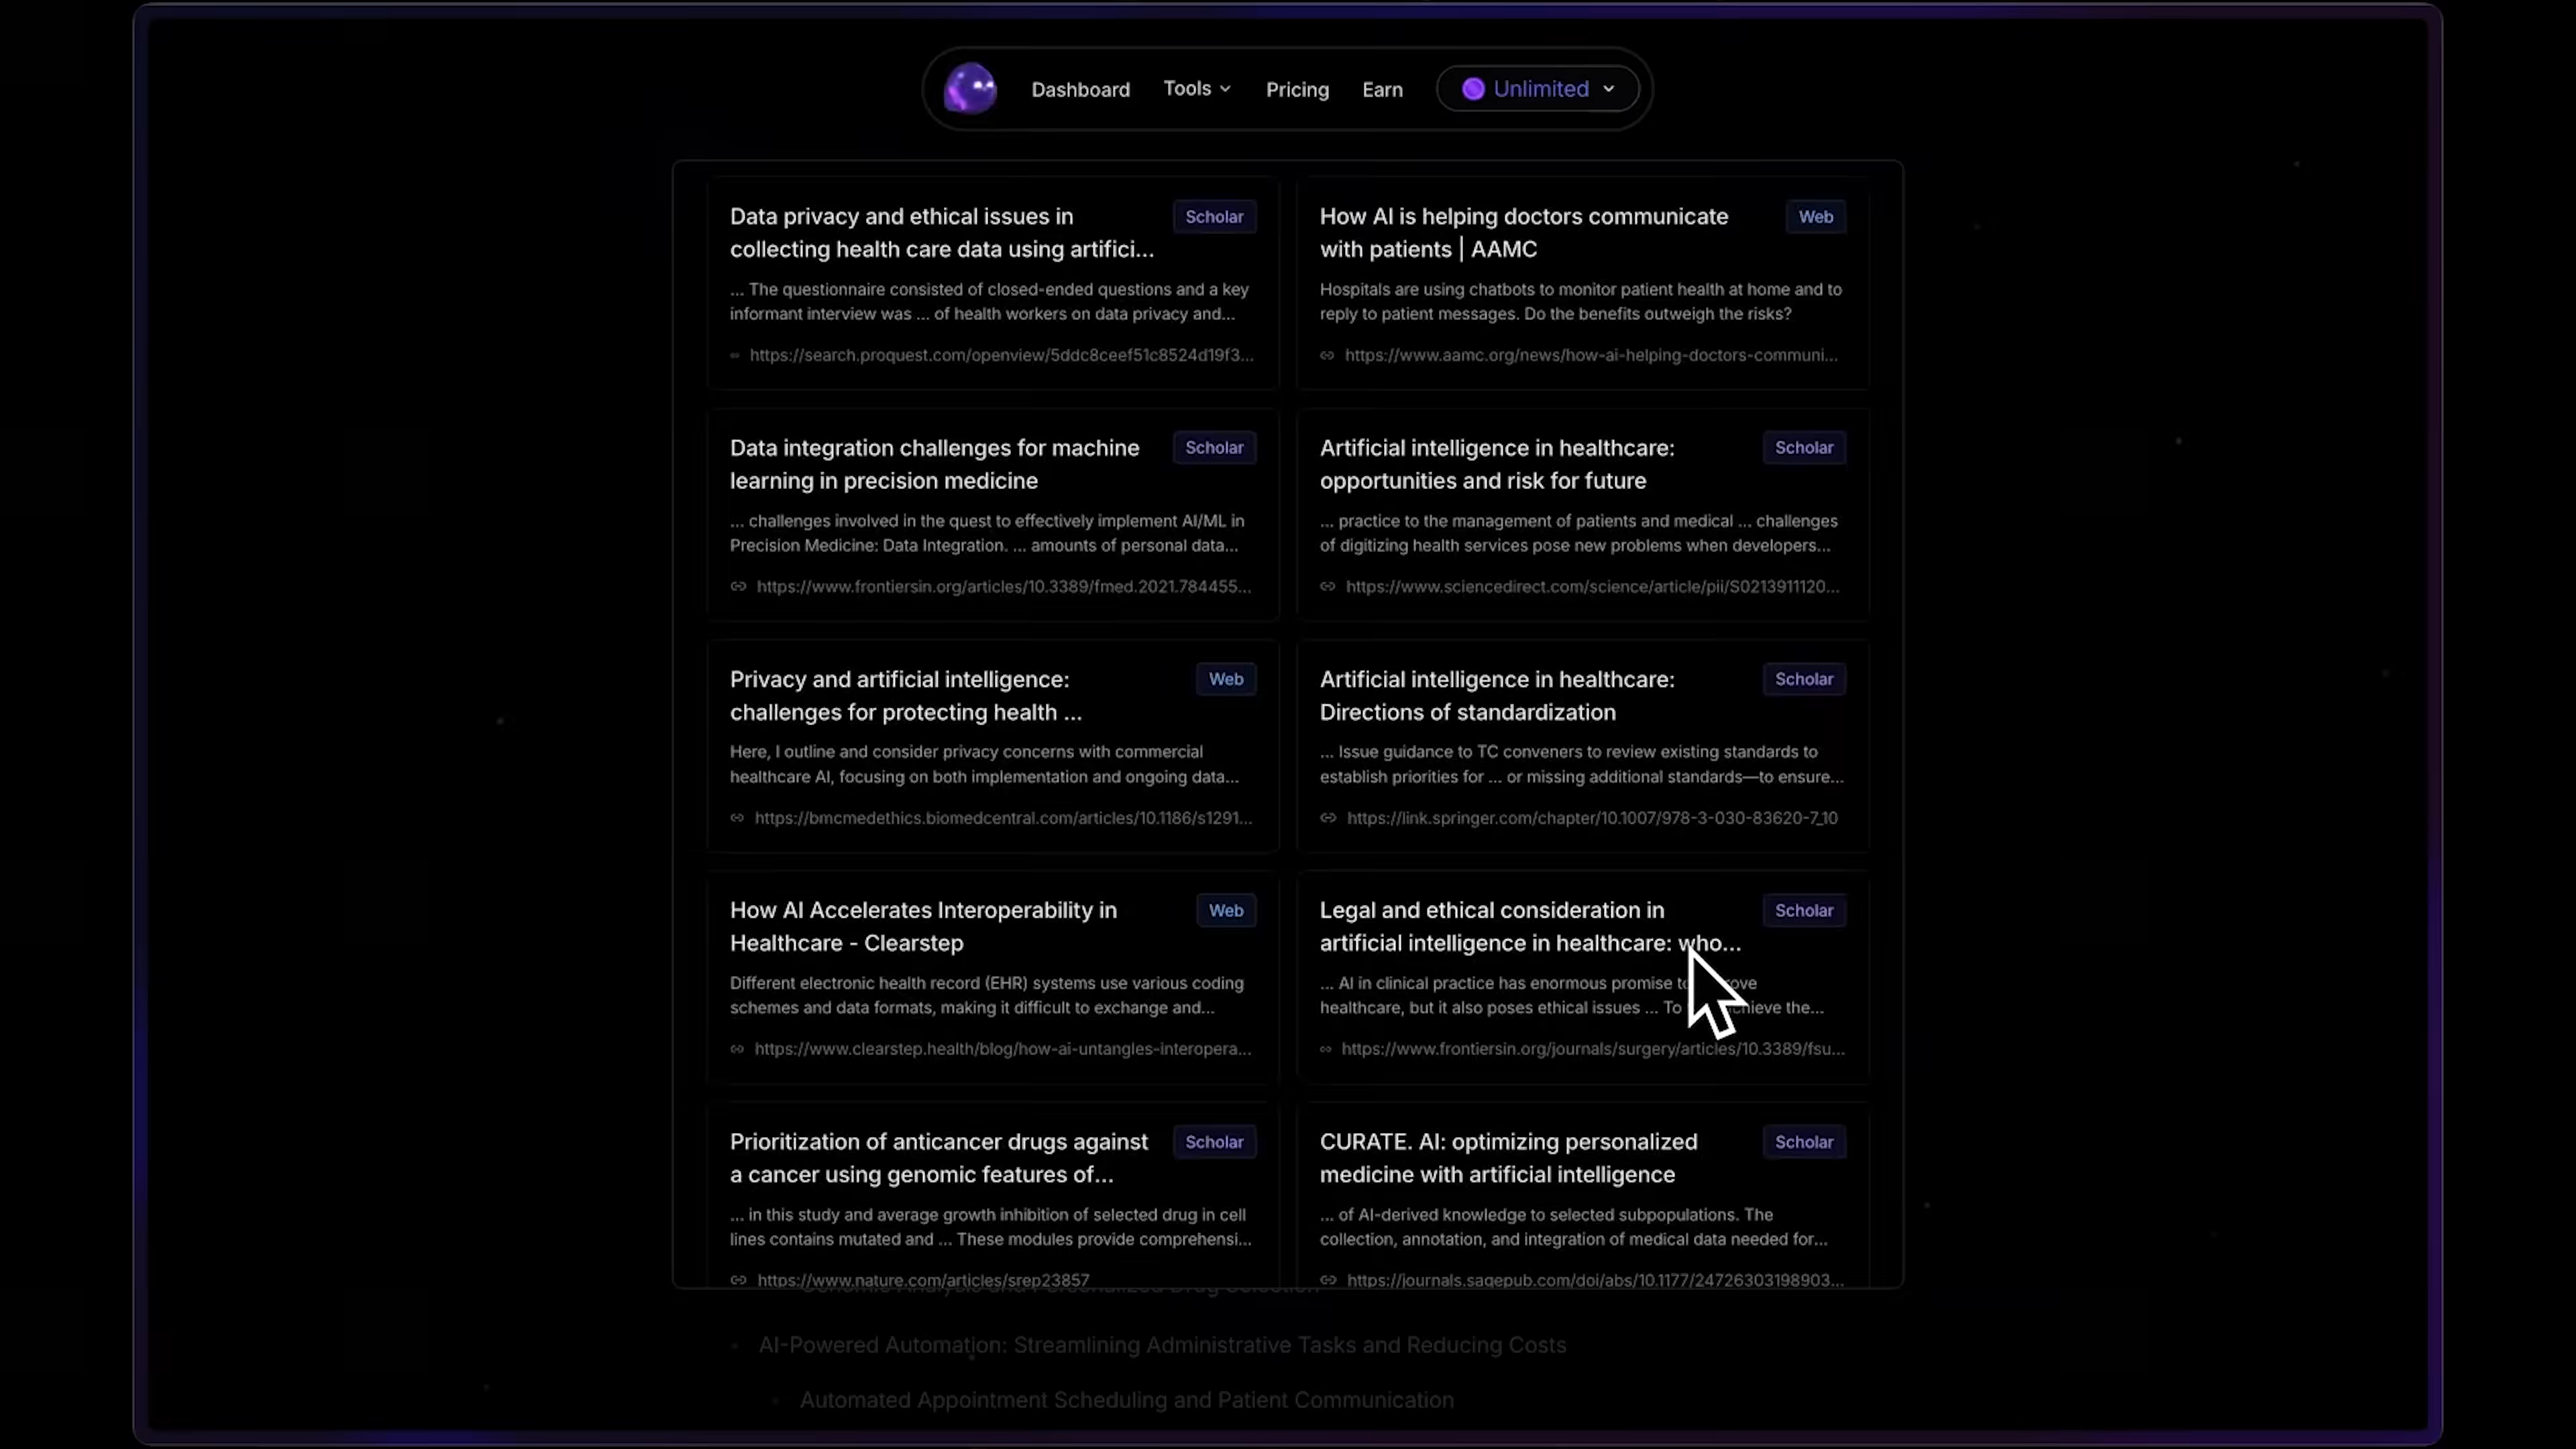 Dashboard
Tools
Pricing
Earn
Unlimited
Data privacy and ethical issues in
collecting health care data using artifici...
Scholar
... The questionnaire consisted of closed-ended questions and a key
informant interview was ... of health workers on data privacy and...
https://search.proquest.com/openview/5ddc8ceef51c8524d19f3...
How AI is helping doctors communicate
with patients | AAMC
Web
Hospitals are using chatbots to monitor patient health at home and to
reply to patient messages. Do the benefits outweigh the risks?
https://www.aamc.org/news/how-ai-helping-doctors-communi...
Data integration challenges for machine
learning in precision medicine
Scholar
... challenges involved in the quest to effectively implement AI/ML in
Precision Medicine: Data Integration. ... amounts of personal data...
https://www.frontiersin.org/articles/10.3389/fmed.2021.784455...
Artificial intelligence in healthcare:
opportunities and risk for future
Scholar
... practice to the management of patients and medical ... challenges
of digitizing health services pose new problems when developers...
https://www.sciencedirect.com/science/article/pii/S0213911120...
Privacy and artificial intelligence:
challenges for protecting health ...
Web
Here, I outline and consider privacy concerns with commercial
healthcare AI, focusing on both implementation and ongoing data...
https://bmcmedethics.biomedcentral.com/articles/10.1186/s1291...
Artificial intelligence in healthcare:
Directions of standardization
Scholar
... Issue guidance to TC conveners to review existing standards to
establish priorities for ... or missing additional standards—to ensure...
https://link.springer.com/chapter/10.1007/978-3-030-83620-7_10
How AI Accelerates Interoperability in
Healthcare - Clearstep
Web
Different electronic health record (EHR) systems use various coding
schemes and data formats, making it difficult to exchange and...
https://www.clearstep.health/blog/how-ai-untangles-interopera...
Legal and ethical consideration in
artificial intelligence in healthcare: who...
Scholar
... AI in clinical practice has enormous promise to
healthcare, but it also poses ethical issues ... To the...
https://www.frontiersin.org/journals/surgery/articles/10.3389/fsu...
Prioritization of anticancer drugs against
a cancer using genomic features of...
Scholar
... in this study and average growth inhibition of selected drug in cell
lines contains mutated and ... These modules provide comprehensi...
https://www.nature.com/articles/srep23857
CURATE. AI: optimizing personalized
medicine with artificial intelligence
Scholar
... of AI-derived knowledge to selected subpopulations. The
collection, annotation, and integration of medical data needed for...
https://journals.sagepub.com/doi/abs/10.1177/24726303198903...
Genomic Analysis and Personalized Drug Selection
AI-Powered Automation: Streamlining Administrative Tasks and Reducing Costs
Automated Appointment Scheduling and Patient Communication